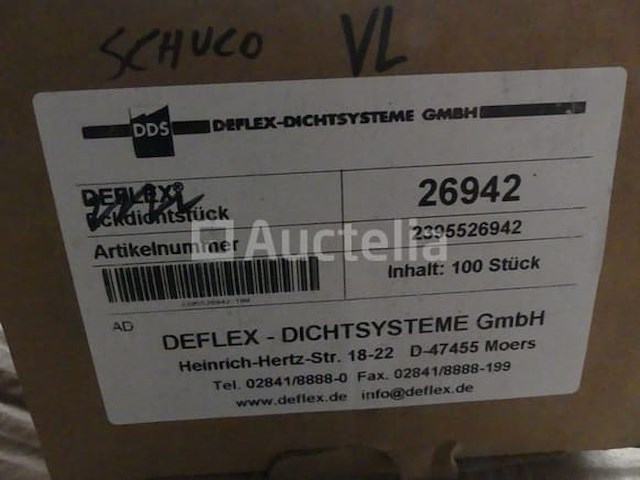 SCHUCO VL
DDS DEFLEX-DICHTSYSTEME GMBH
DEFLEX® 26942
Eckdichtstück
Artikelnummer 2395526942
Auctelia
Inhalt: 100 Stück
AD
DEFLEX - DICHTSYSTEME GmbH
Heinrich-Hertz-Str. 18-22 D-47455 Moers
Tel. 02841/8888-0 Fax. 02841/8888-199
www.deflex.de info@deflex.de